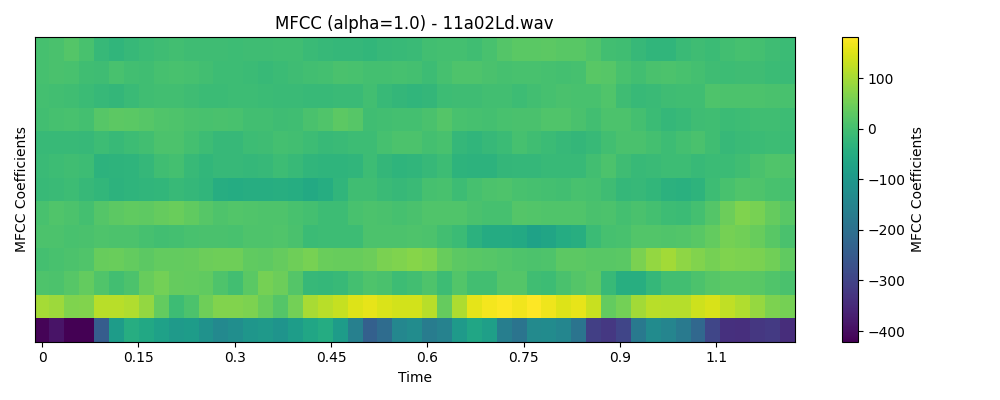 MFCC (alpha=1.0) - 11a02Ld.wav
MFCC Coefficients
0 0.15 0.3 0.45 0.6 0.75 0.9 1.1
Time
100
0
−100
−200
−300
−400
MFCC Coefficients